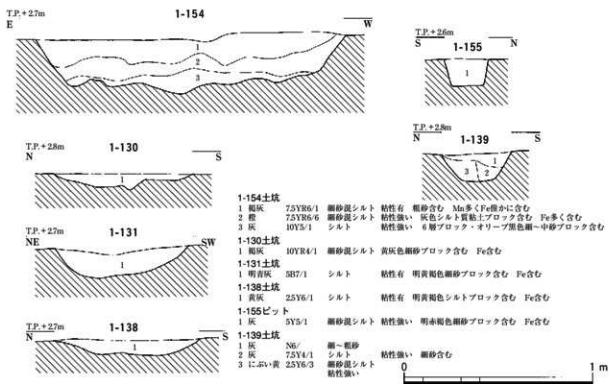 T.P.+2.7m
1-154
E
W
1
2
3
T.P.+2.6m
S
1-155
N
1
T.P.+2.8m
N
1-130
S
1
T.P.+2.8m
N
1-139
S
1
3
2
NE
1-131
SW
1
T.P.+2.7m
N
1-138
S
1
1-154土坑
1 褐灰 7.5YR6/1 細砂混シルト 粘性有 粗砂含む Mn多くFe僅かに含む
2 橙 7.5YR6/6 細砂混シルト 粘性強い 灰色シルト質粘土ブロック含む Fe多く含む
3 灰 10Y5/1 シルト 粘性強い 6層ブロック・オリーブ黒色細~中砂ブロック含む
1-130土坑
1 褐灰 10YR4/1 細砂混シルト 黄灰色細砂ブロック含む Fe含む
1-131土坑
1 明青灰 5B7/1 シルト 粘性有 明黄褐色細砂ブロック含む Fe含む
1-138土坑
1 黄灰 2.5Y6/1 シルト 粘性有 明黄褐色シルトブロック含む Fe含む
1-155ピット
1 灰 5Y5/1 細砂混シルト 粘性強い 明赤褐色細砂ブロック含む Fe含む
1-139土坑
1 灰 N6/ 細~粗砂
2 灰 7.5Y4/1 シルト 粘性強い 細砂含む
3 にぶい黄 2.5Y6/3 細砂混シルト
粘性強い
0 1 m